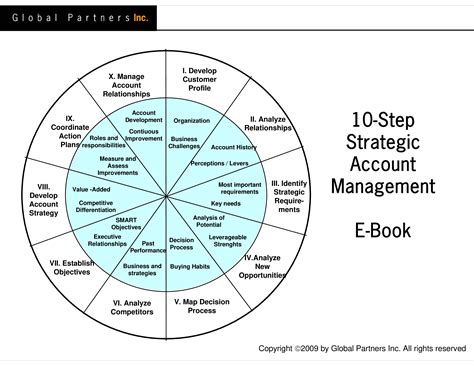 Global Partners Inc.
10-Step
Strategic
Account
Management
E-Book
I. Develop
Customer
Profile
II. Analyze
Relationships
III. Identify
Strategic
Require-
ments
IV.Analyze
New
Opportunities
V. Map Decision
Process
VI. Analyze
Competitors
VII. Establish
Objectives
VIII.
Develop
Account
Strategy
IX.
Coordinate
Action
Plans
X. Manage
Account
Relationships
Organization
Business
Challenges
Account History
Perceptions / Levers
Most important
requirements
Key needs
Analysis of
Potential
Leverageable
Strenghts
Decision
Process
Buying Habits
Past
Performance
Business and
strategies
SMART
Objectives
Executive
Relationships
Value -Added
Competitive
Differentiation
Roles and
responsibilities
Measure and
Assess
Improvements
Account
Development
Contiuous
Improvement
Copyright ©2009 by Global Partners Inc. All rights reserved